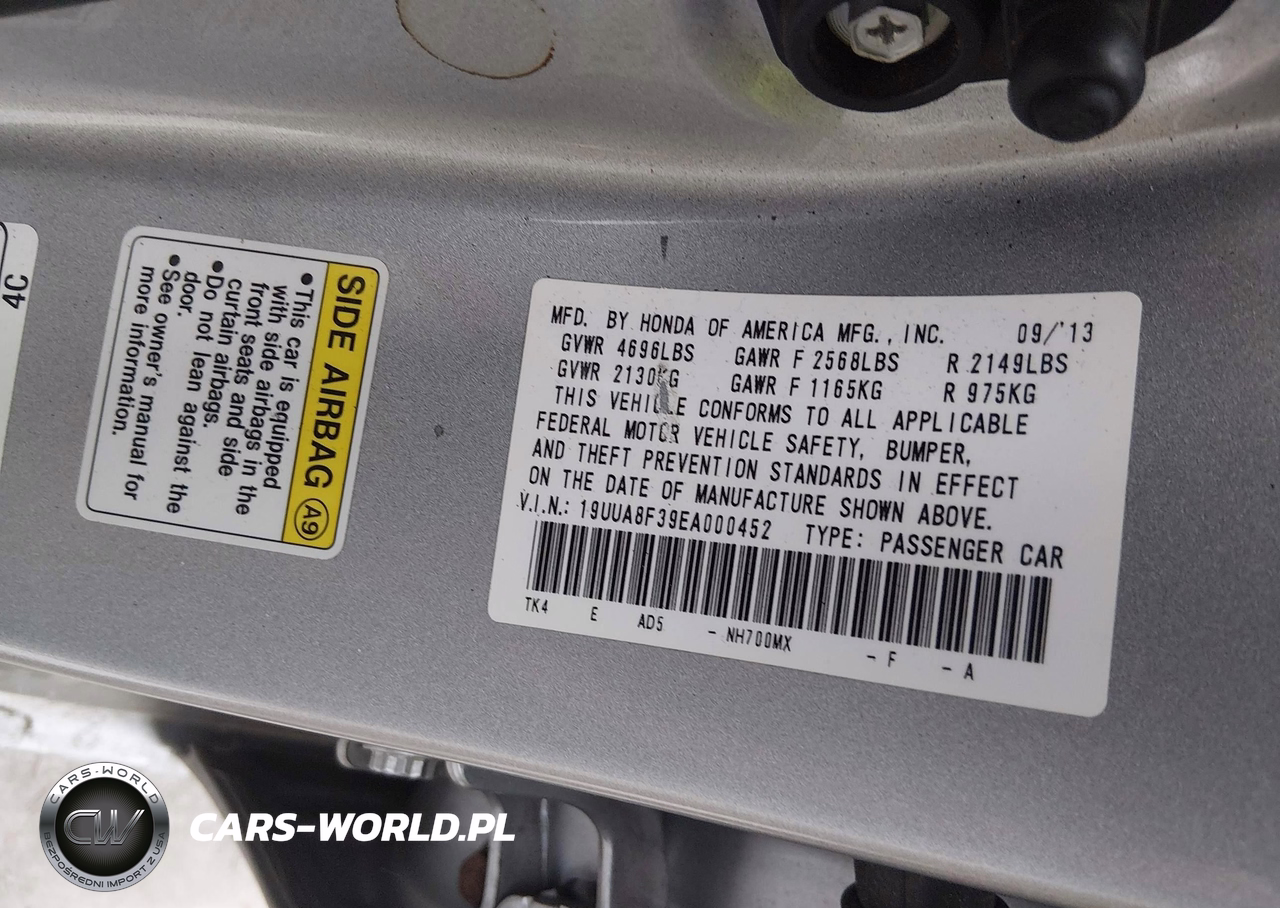 4C
SIDE AIRBAG A9
•This car is equipped
with side airbags in the
front seats and side
curtain airbags.
•Do not lean against the
door.
•See owner's manual for
more information.
MFD. BY HONDA OF AMERICA MFG., INC. 09/'13
GVWR 4696LBS GAWR F 2568LBS R 2149LBS
GVWR 2130KG GAWR F 1165KG R 975KG
THIS VEHICLE CONFORMS TO ALL APPLICABLE
FEDERAL MOTOR VEHICLE SAFETY, BUMPER,
AND THEFT PREVENTION STANDARDS IN EFFECT
ON THE DATE OF MANUFACTURE SHOWN ABOVE.
V.I.N.: 19UUA8F39EA000452 TYPE: PASSENGER CAR
TK4 E AD5 - NH700MX - F - A
CARS-WORLD
CW
BEZPOŚREDNI IMPORT Z USA
CARS-WORLD.PL